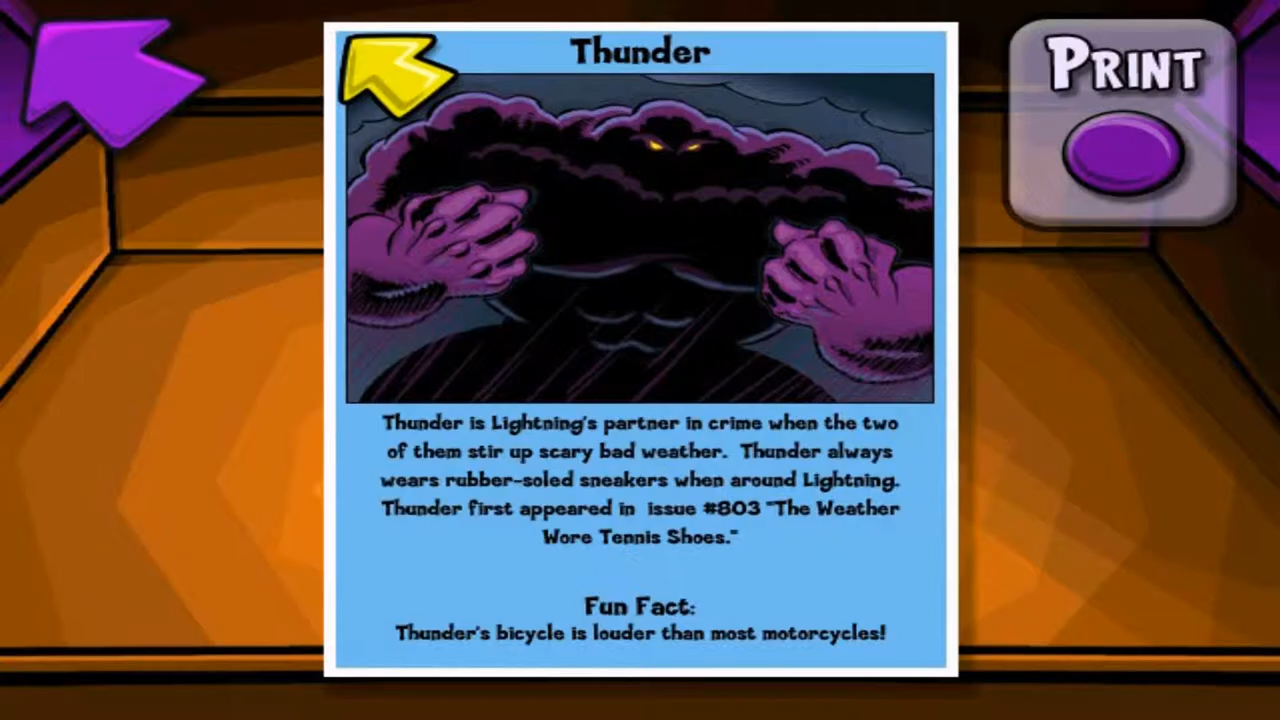 Thunder
PRINT
Thunder is Lightning's partner in crime when the two
of them stir up scary bad weather.  Thunder always
wears rubber-soled sneakers when around Lightning.
Thunder first appeared in  issue #803 "The Weather
Wore Tennis Shoes."
Fun Fact:
Thunder's bicycle is louder than most motorcycles!